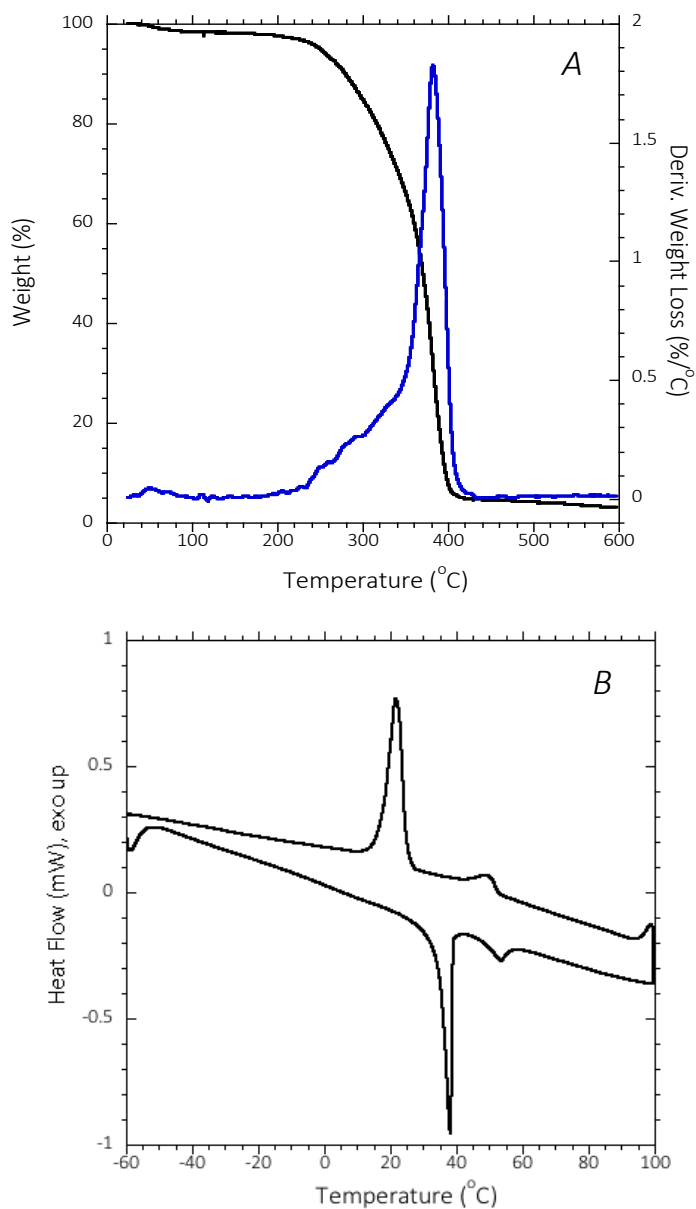 A
100
80
60
40
20
0
Weight (%)
2
1.5
1
0.5
0
Deriv. Weight Loss (%/°C)
0 100 200 300 400 500 600
Temperature (°C)
B
1
0.5
0
-0.5
-1
Heat Flow (mW), exo up
-60 -40 -20 0 20 40 60 80 100
Temperature (°C)